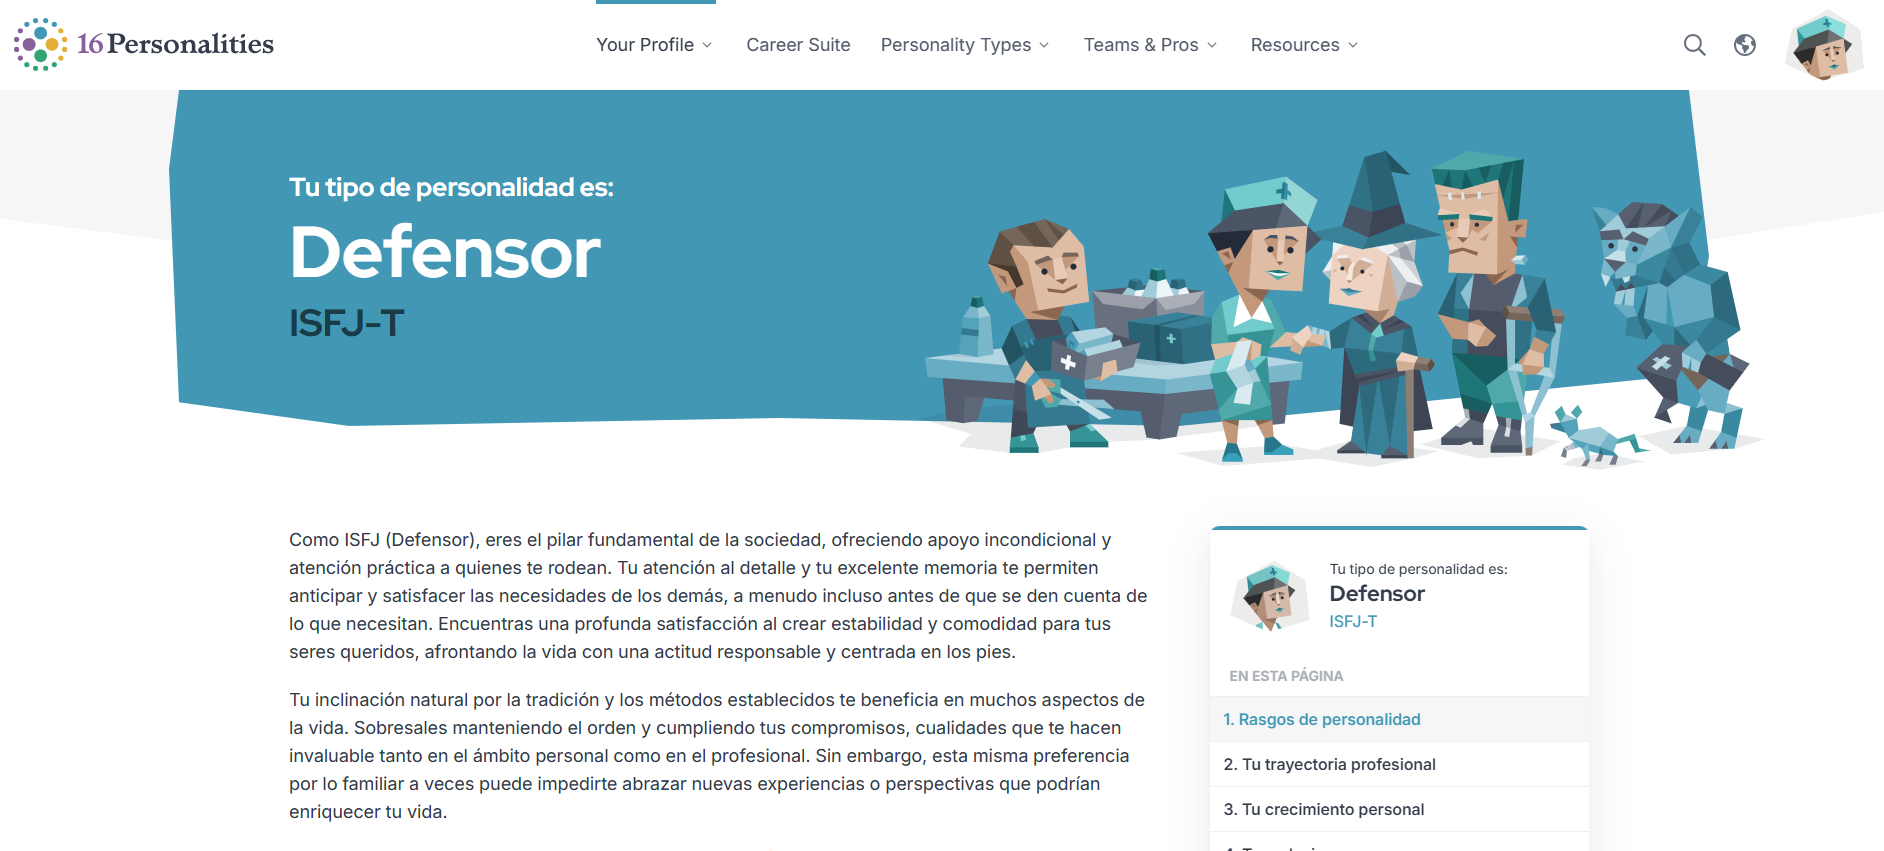 16Personalities
Your Profile
Career Suite
Personality Types
Teams & Pros
Resources
Tu tipo de personalidad es:
Defensor
ISFJ-T
Como ISFJ (Defensor), eres el pilar fundamental de la sociedad, ofreciendo apoyo incondicional y
atención práctica a quienes te rodean. Tu atención al detalle y tu excelente memoria te permiten
anticipar y satisfacer las necesidades de los demás, a menudo incluso antes de que se den cuenta de
lo que necesitan. Encuentras una profunda satisfacción al crear estabilidad y comodidad para tus
seres queridos, afrontando la vida con una actitud responsable y centrada en los pies.
Tu inclinación natural por la tradición y los métodos establecidos te beneficia en muchos aspectos de
la vida. Sobresales manteniendo el orden y cumpliendo tus compromisos, cualidades que te hacen
invaluable tanto en el ámbito personal como en el profesional. Sin embargo, esta misma preferencia
por lo familiar a veces puede impedirte abrazar nuevas experiencias o perspectivas que podrían
enriquecer tu vida.
Tu tipo de personalidad es:
Defensor
ISFJ-T
EN ESTA PÁGINA
1. Rasgos de personalidad
2. Tu trayectoria profesional
3. Tu crecimiento personal